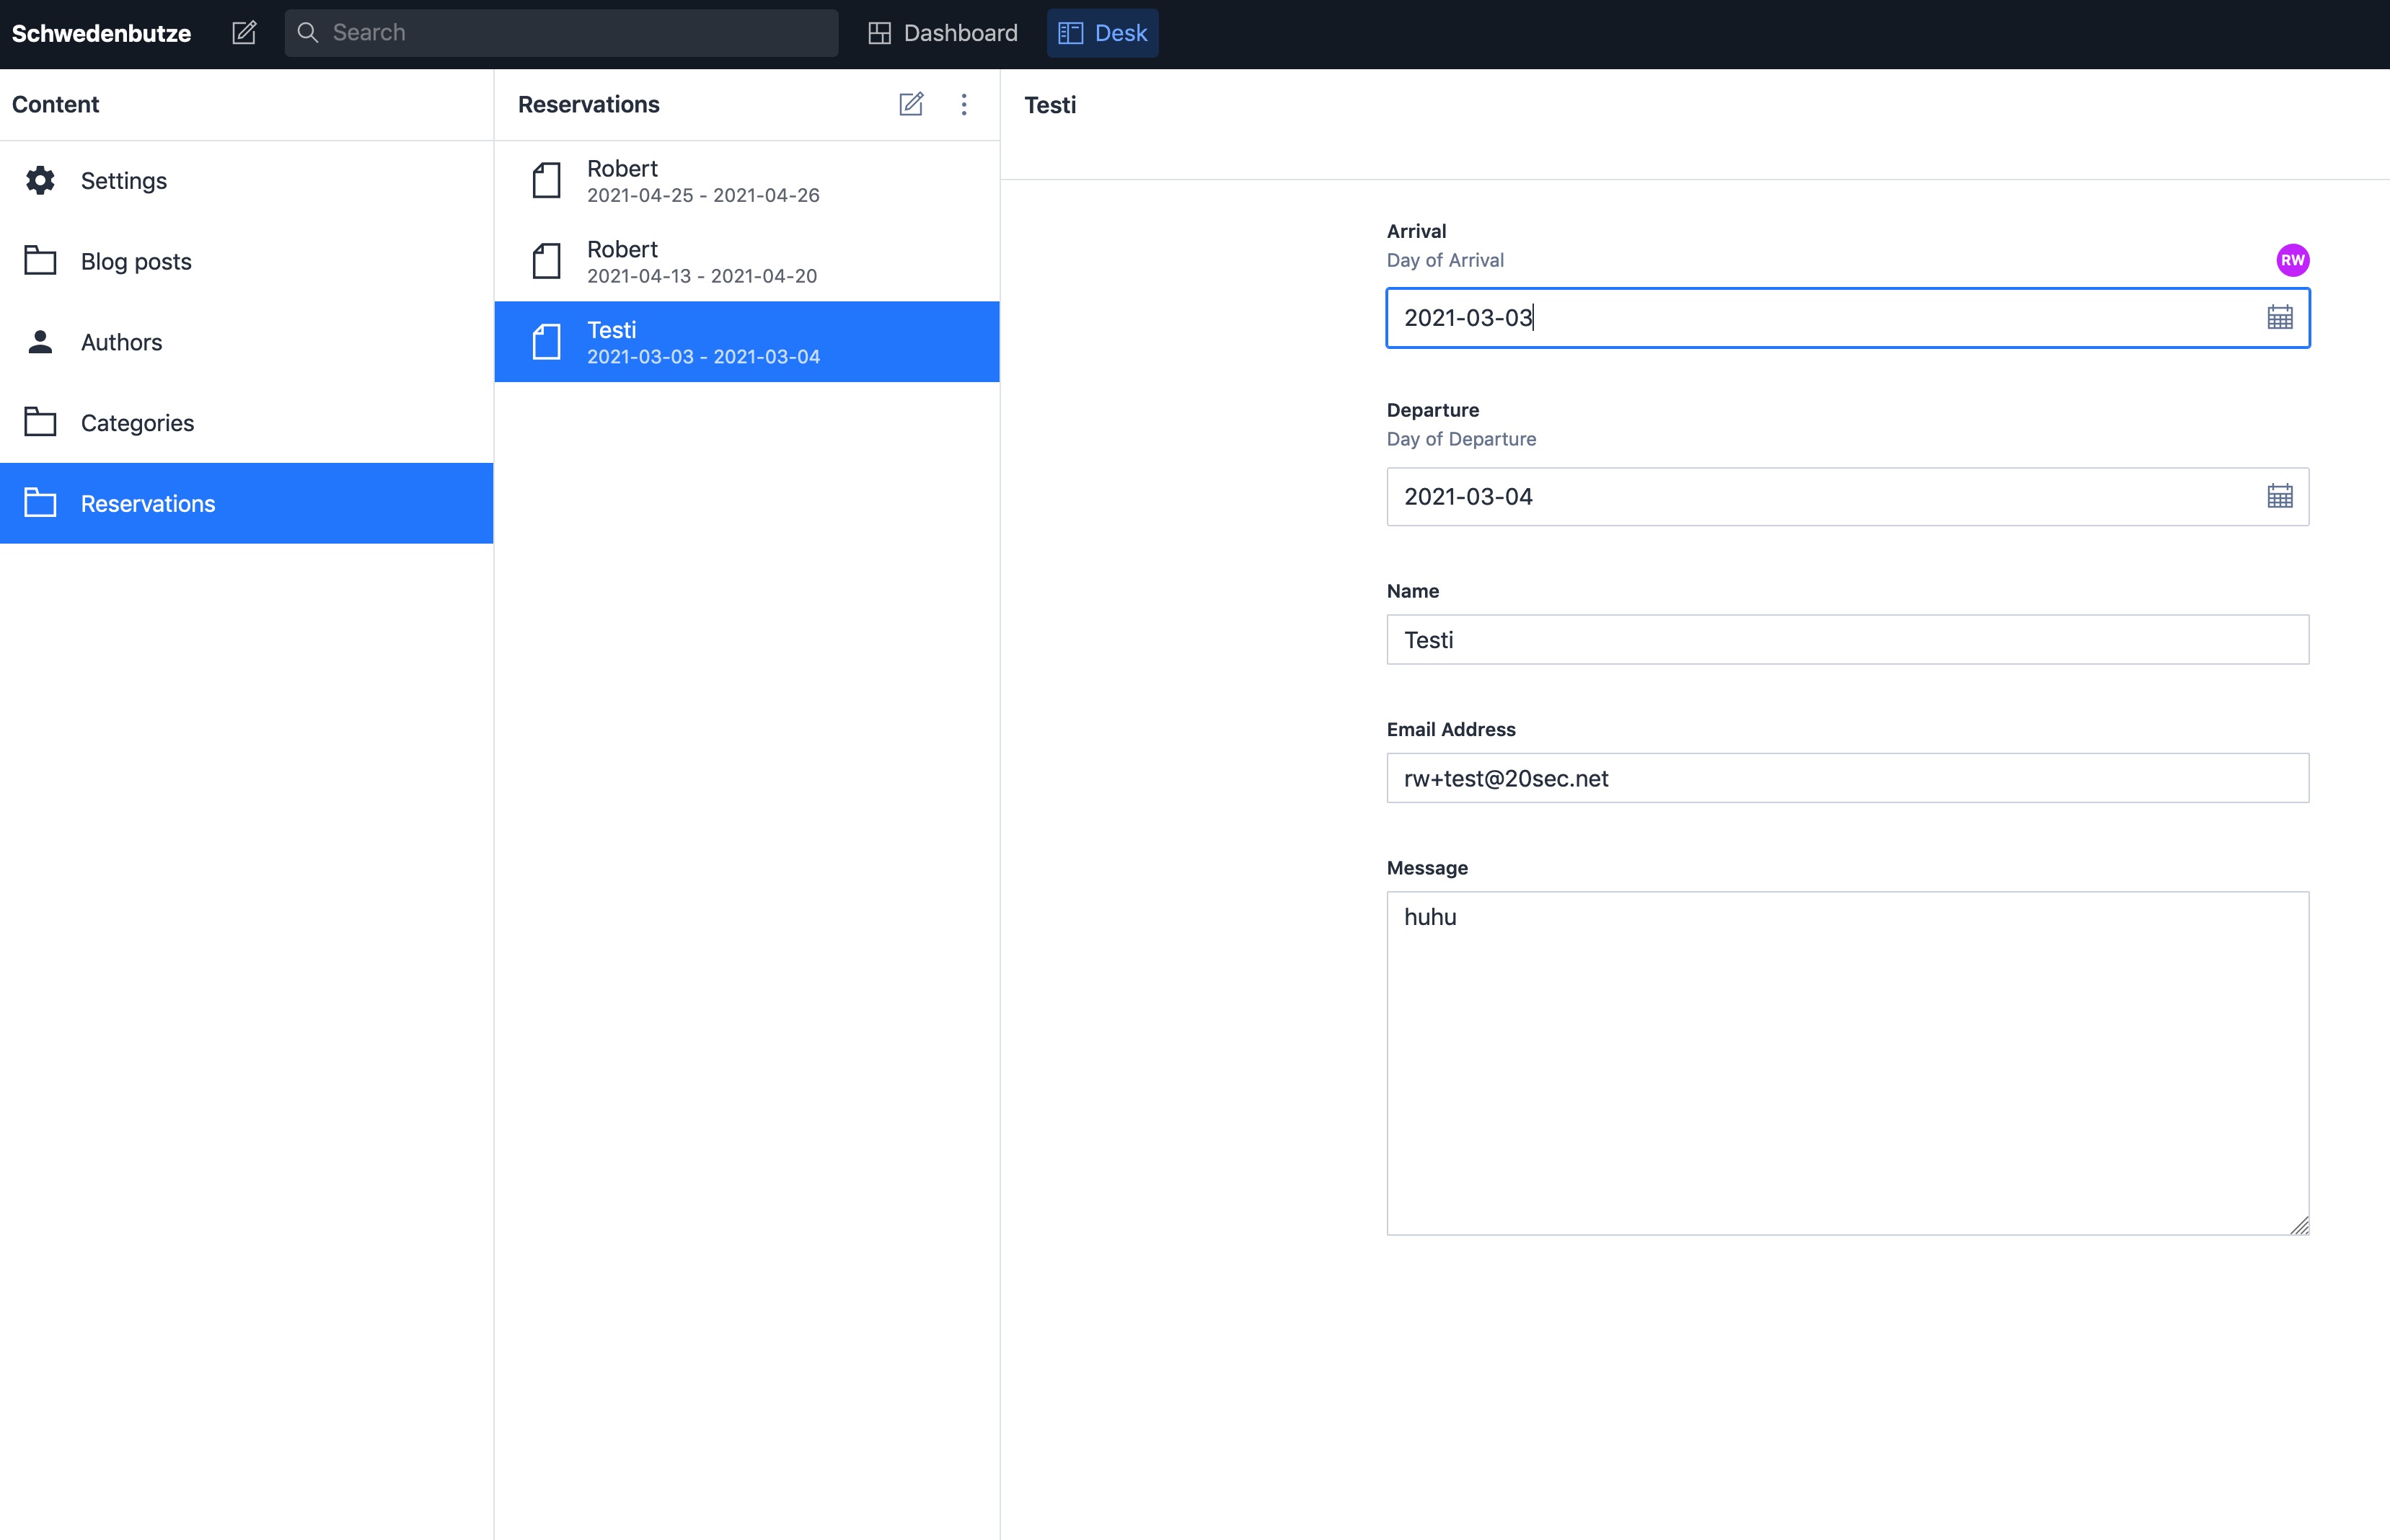 Schwedenbutze
Search
Dashboard
Desk
Content
Settings
Blog posts
Authors
Categories
Reservations
Reservations
Robert
2021-04-25 - 2021-04-26
Robert
2021-04-13 - 2021-04-20
Testi
2021-03-03 - 2021-03-04
Testi
Arrival
Day of Arrival
RW
2021-03-03
Departure
Day of Departure
2021-03-04
Name
Testi
Email Address
rw+test@20sec.net
Message
huhu